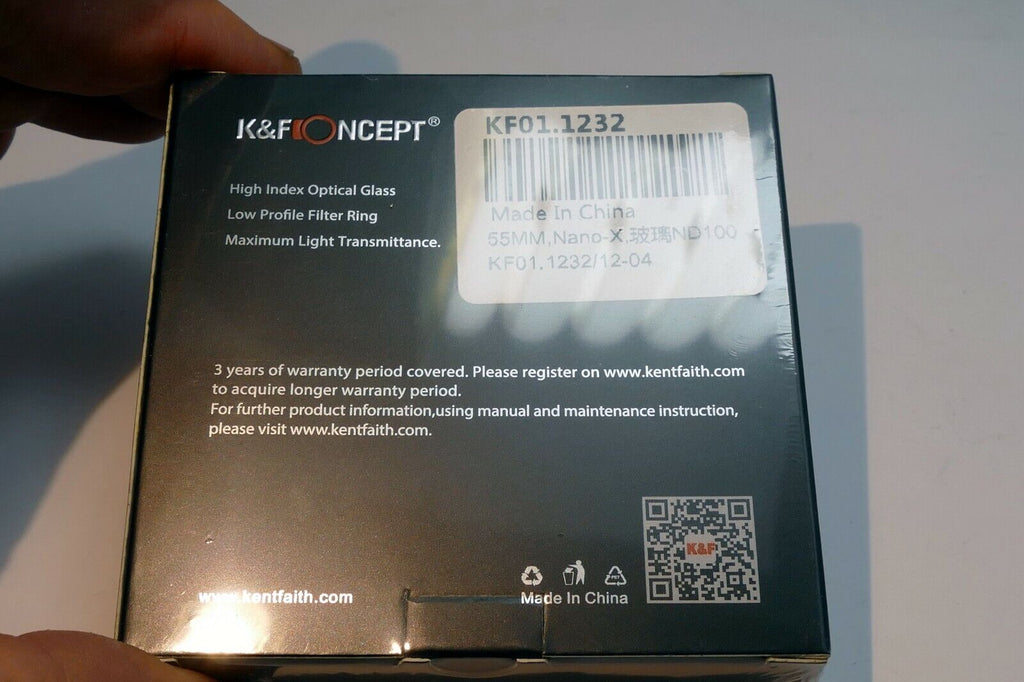 K&F CONCEPT®
High Index Optical Glass
Low Profile Filter Ring
Maximum Light Transmittance.
KF01.1232
Made In China
55MM,Nano-X,玻璃ND100
KF01.1232/12-04
3 years of warranty period covered. Please register on www.kentfaith.com
to acquire longer warranty period.
For further product information,using manual and maintenance instruction,
please visit www.kentfaith.com.
www.kentfaith.com
Made In China
K&F